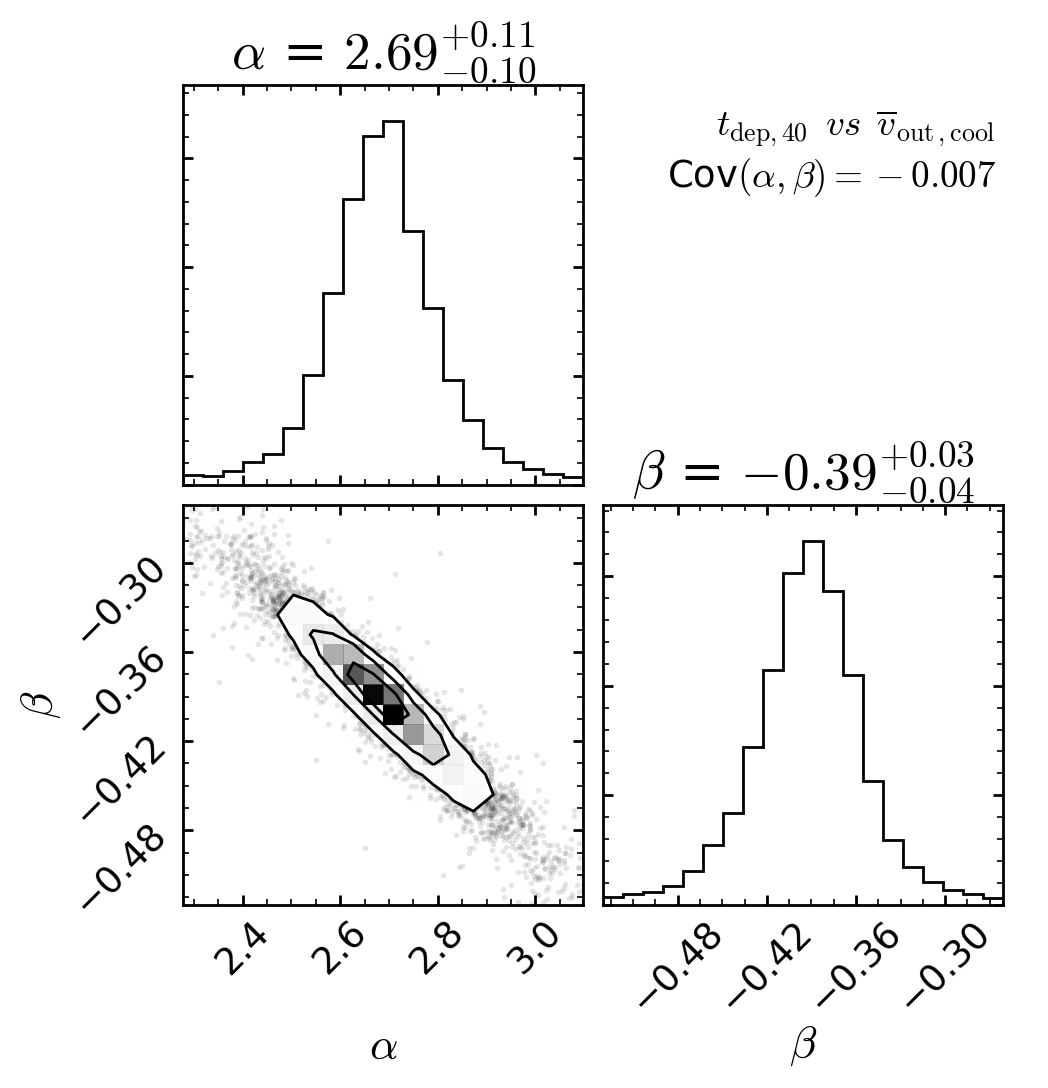 α = 2.69 +0.11 −0.10
t dep, 40 vs v̅ out, cool
Cov(α, β) = − 0.007
β = −0.39 +0.03 −0.04
−0.30
−0.36
−0.42
−0.48
β
2.4 2.6 2.8 3.0
−0.48 −0.42 −0.36 −0.30
α
β